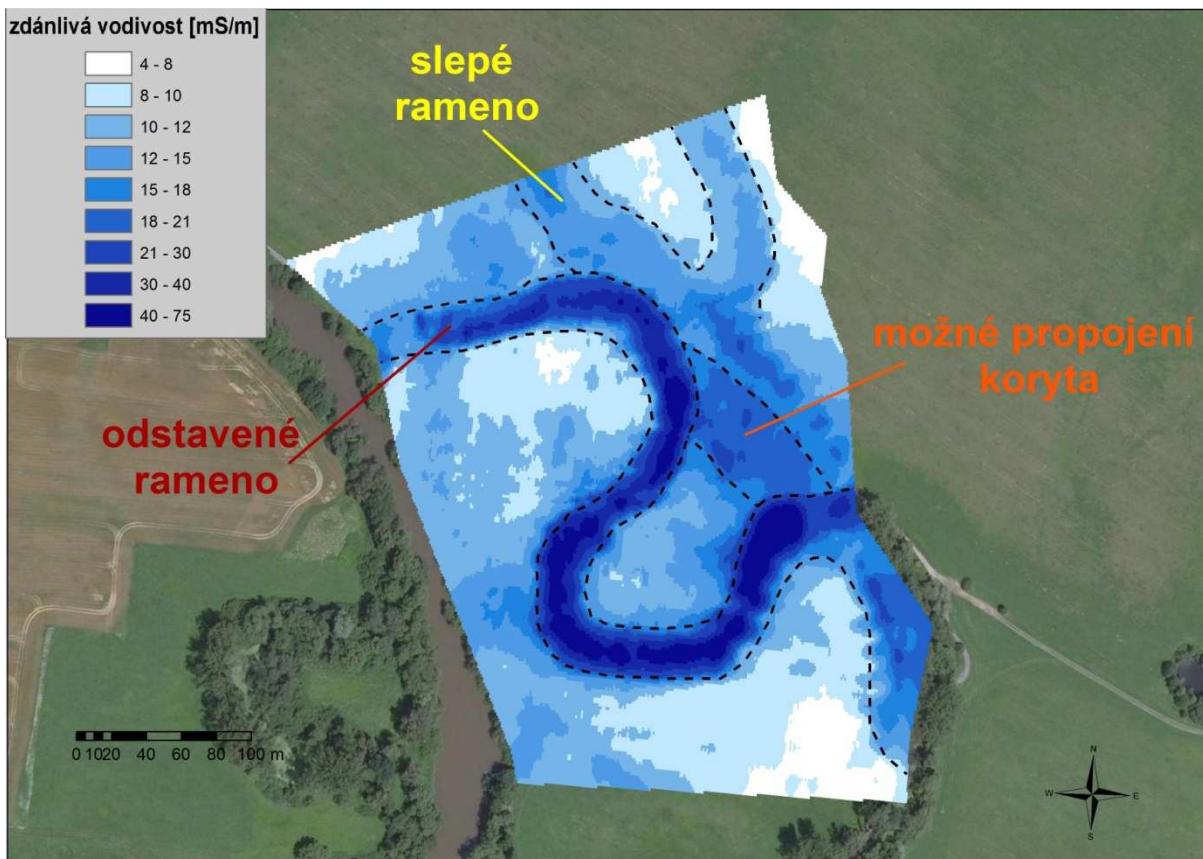 zdánlivá vodivost [mS/m]
4 - 8
8 - 10
10 - 12
12 - 15
15 - 18
18 - 21
21 - 30
30 - 40
40 - 75
slepé
rameno
možné propojení
koryta
odstavené
rameno
0 10 20 40 60 80 100 m
N
W E
S